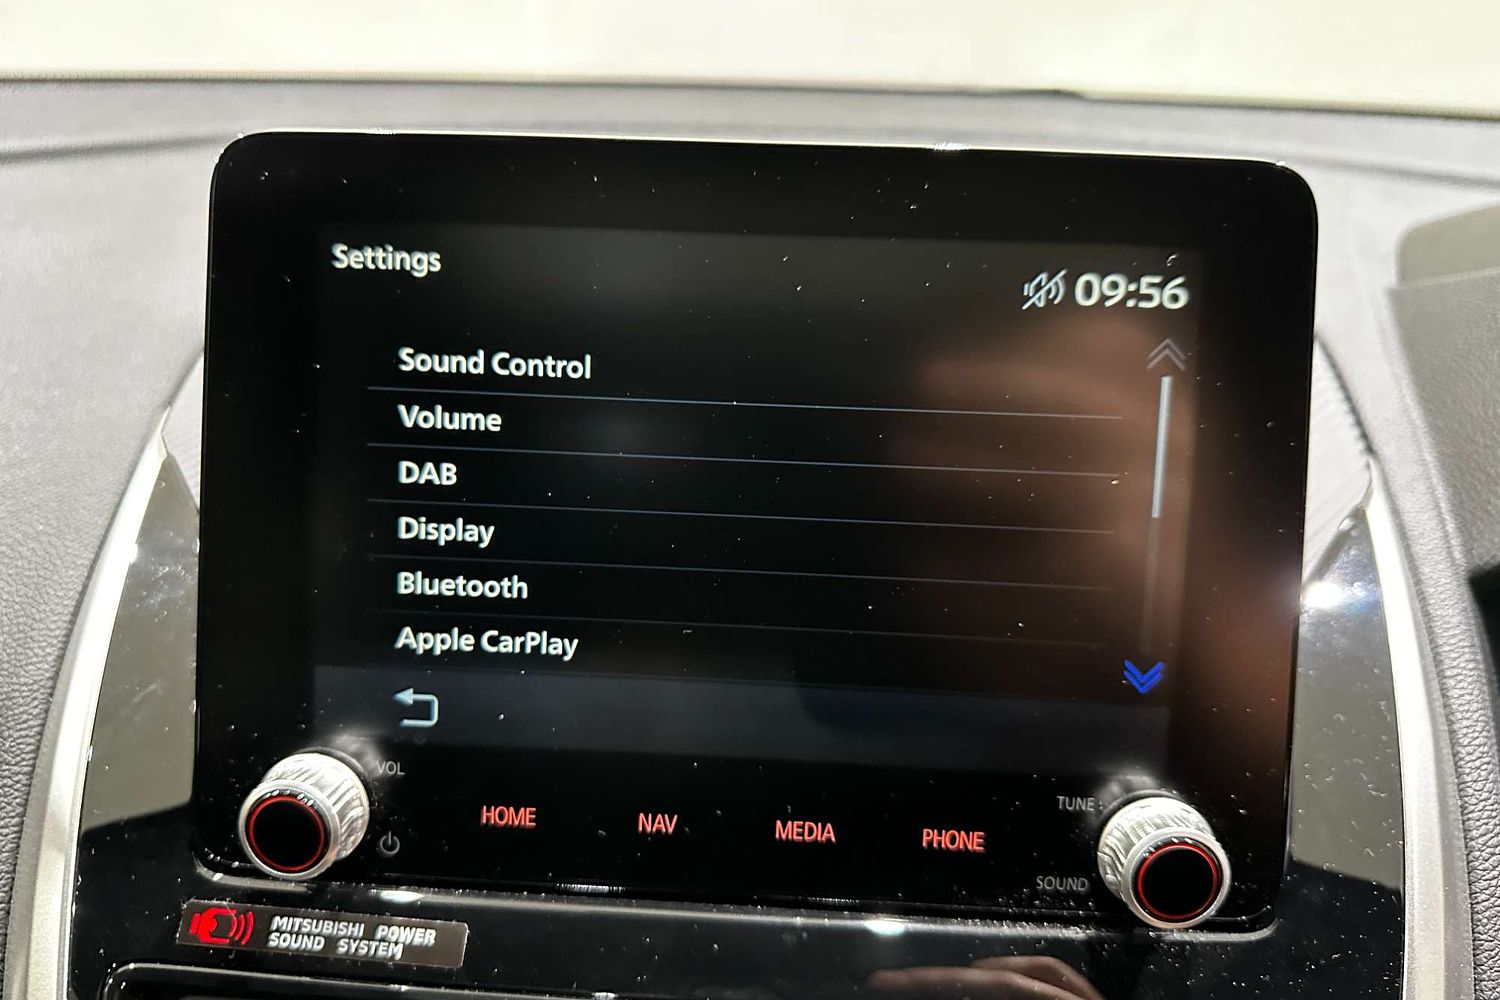 Settings
09:56
Sound Control
Volume
DAB
Display
Bluetooth
Apple CarPlay
VOL
HOME
NAV
MEDIA
PHONE
TUNE
SOUND
MITSUBISHI POWER
SOUND SYSTEM